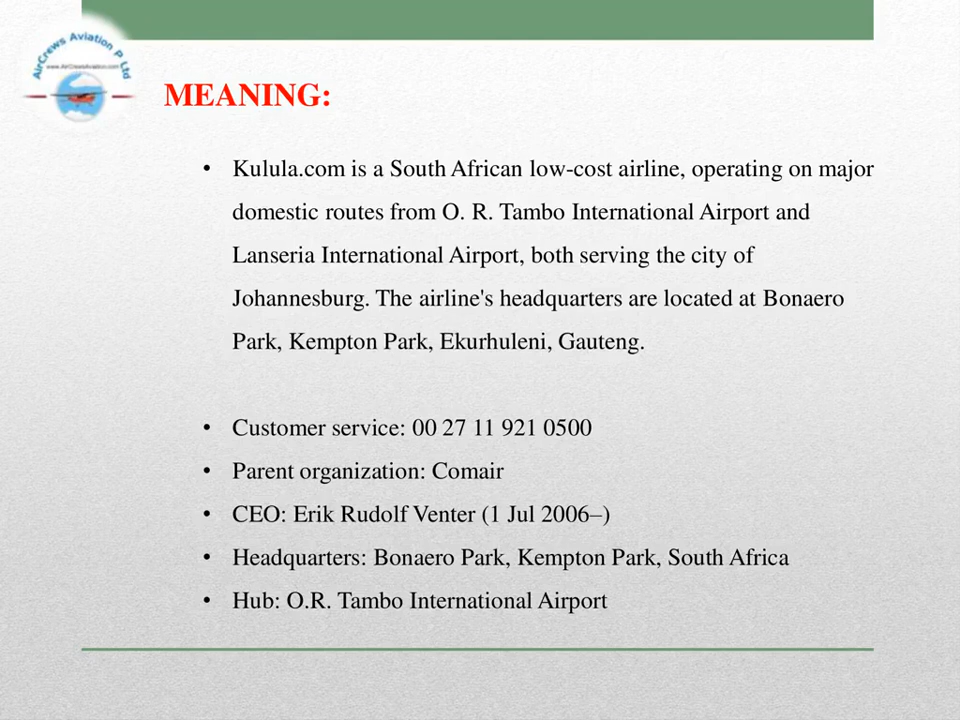 AirCrews Aviation P Ltd
www.AirCrewsAviation.com
MEANING:
• Kulula.com is a South African low-cost airline, operating on major
domestic routes from O. R. Tambo International Airport and
Lanseria International Airport, both serving the city of
Johannesburg. The airline's headquarters are located at Bonaero
Park, Kempton Park, Ekurhuleni, Gauteng.
• Customer service: 00 27 11 921 0500
• Parent organization: Comair
• CEO: Erik Rudolf Venter (1 Jul 2006–)
• Headquarters: Bonaero Park, Kempton Park, South Africa
• Hub: O.R. Tambo International Airport